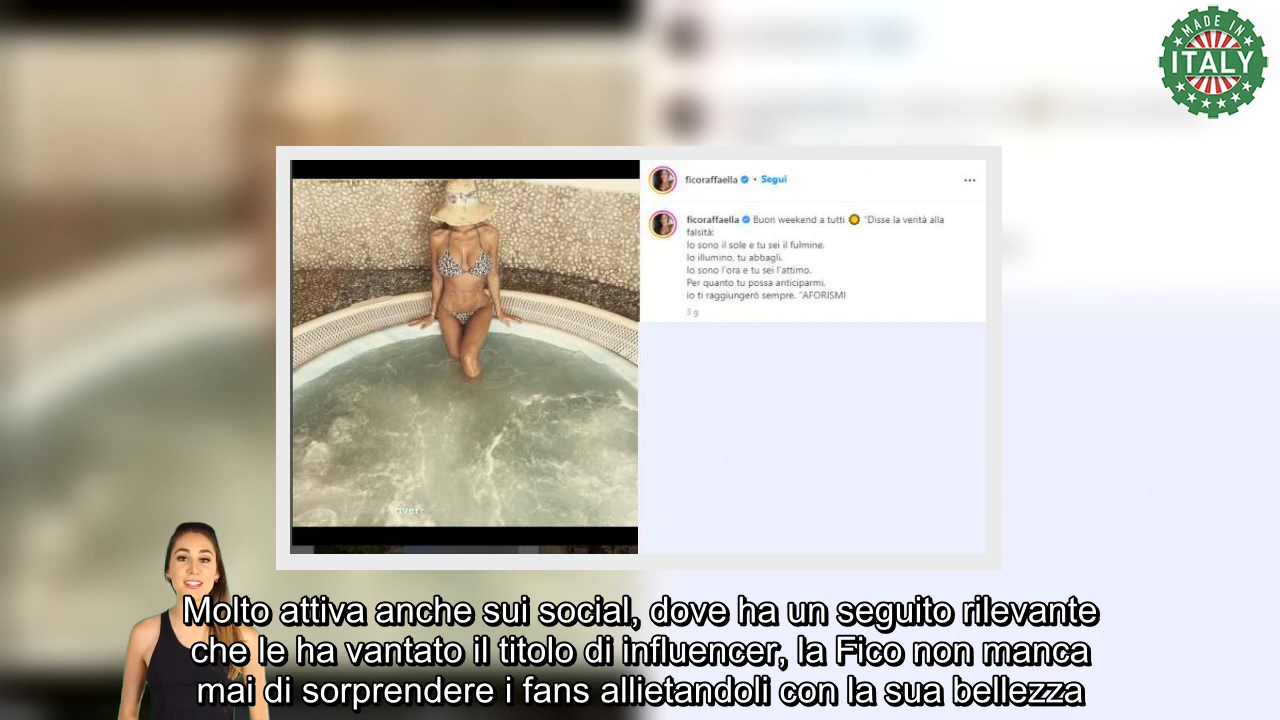 MADE IN
ITALY
ficoraffaella • Segui
ficoraffaella Buon weekend a tutti "Disse la verità alla
falsità:
Io sono il sole e tu sei il fulmine.
Io illumino, tu abbagli.
Io sono l'ora e tu sei l'attimo.
Per quanto tu possa anticiparmi,
io ti raggiungerò sempre. "AFORISMI
3 g
fiverr
Molto attiva anche sui social, dove ha un seguito rilevante
che le ha vantato il titolo di influencer, la Fico non manca
mai di sorprendere i fans allietandoli con la sua bellezza